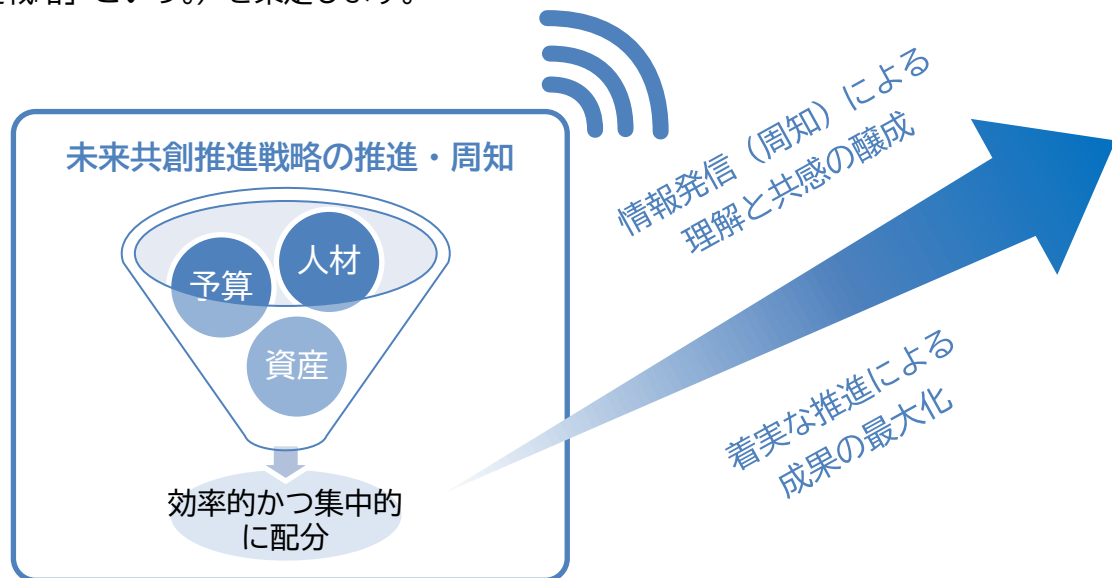 未来共創推進戦略の推進・周知
人材
予算
資産
効率的かつ集中的
に配分
情報発信（周知）による
理解と共感の醸成
着実な推進による
成果の最大化